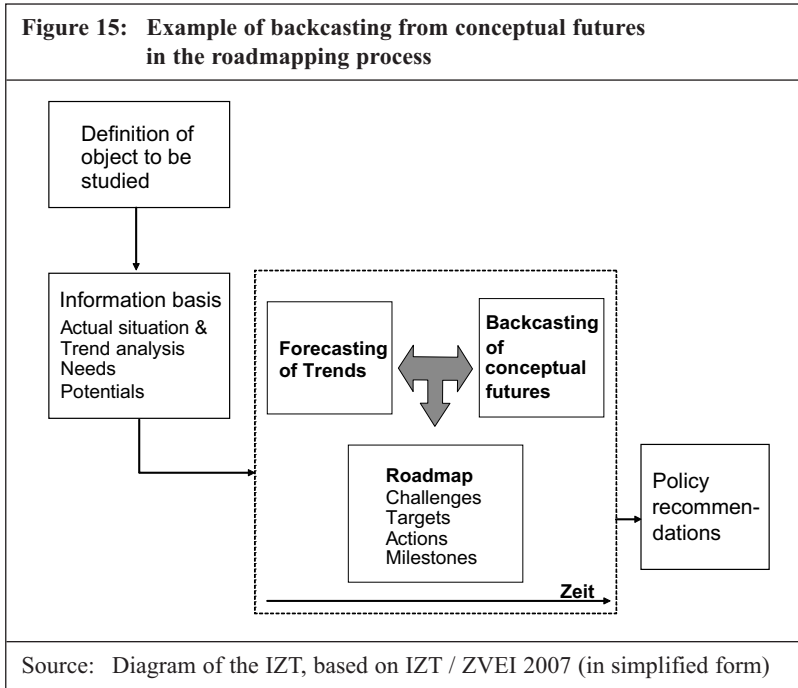 Figure 15: Example of backcasting from conceptual futures
in the roadmapping process
Definition of
object to be
studied
Information basis
Actual situation &
Trend analysis
Needs
Potentials
Forecasting
of Trends
Backcasting
of
conceptual
futures
Roadmap
Challenges
Targets
Actions
Milestones
Zeit
Policy
recommen-
dations
Source: Diagram of the IZT, based on IZT / ZVEI 2007 (in simplified form)